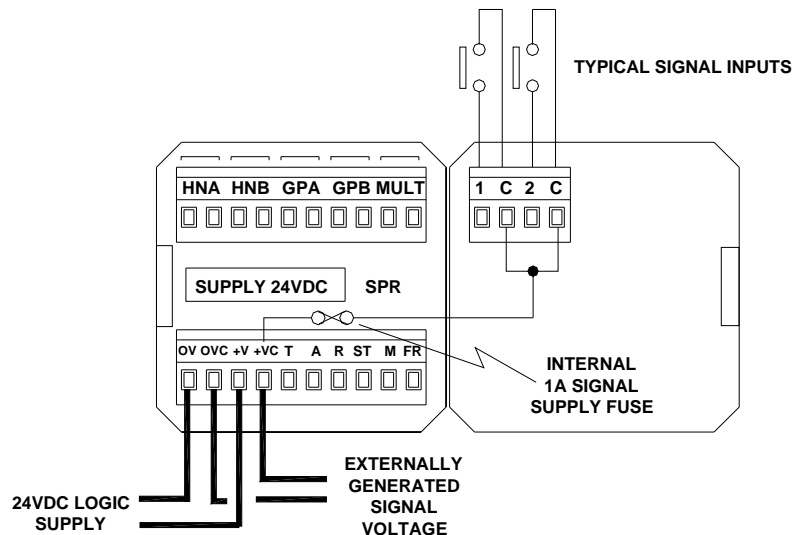 TYPICAL SIGNAL INPUTS
HNA HNB GPA GPB MULT
1 C 2 C
SUPPLY 24VDC SPR
OV OVC +V +VC T A R ST M FR
INTERNAL
1A SIGNAL
SUPPLY FUSE
24VDC LOGIC
SUPPLY
EXTERNALLY
GENERATED
SIGNAL
VOLTAGE